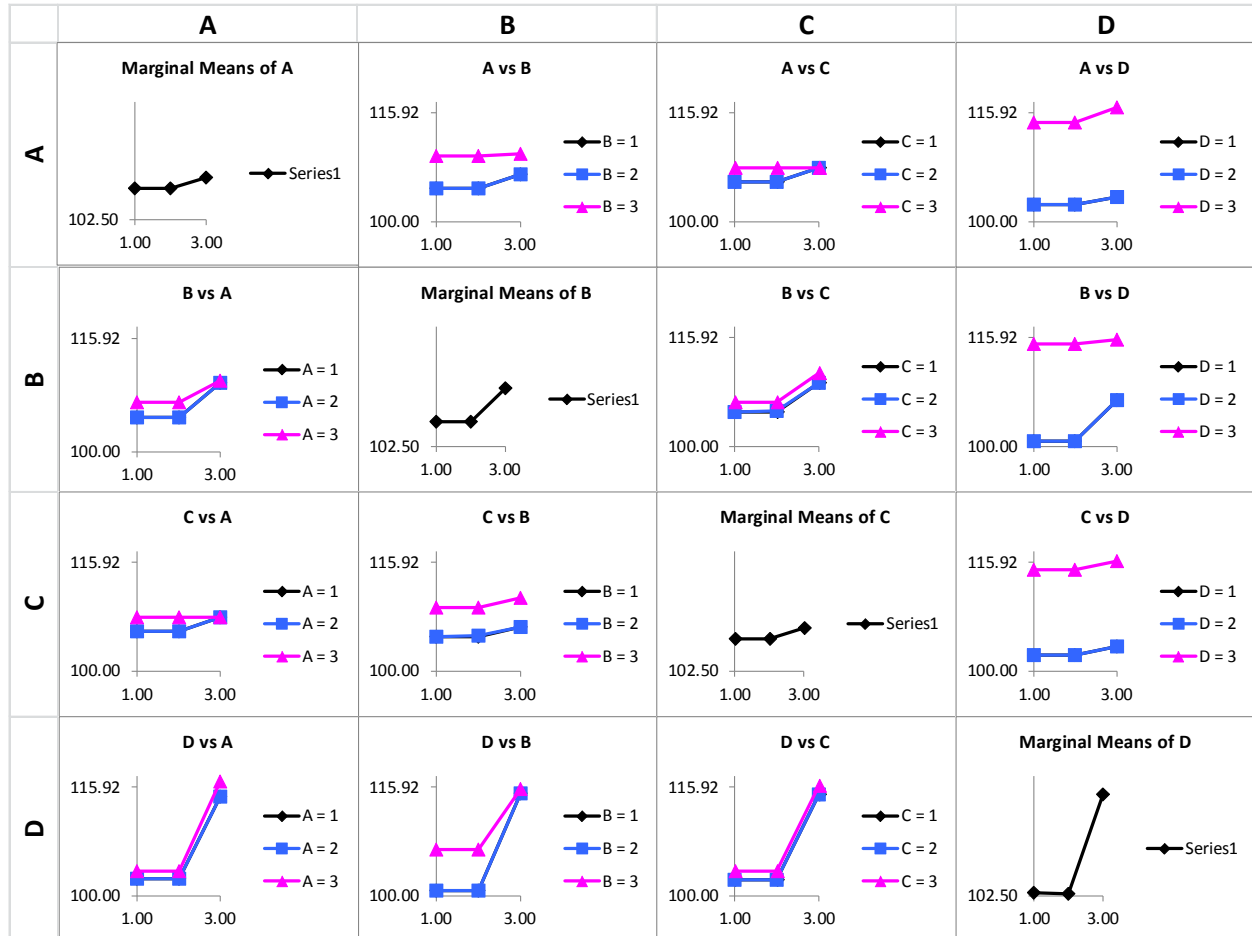 A B C D
A
Marginal Means of A
102.50
1.00 3.00
Series1
A vs B
115.92
100.00
1.00 3.00
B = 1
B = 2
B = 3
A vs C
115.92
100.00
1.00 3.00
C = 1
C = 2
C = 3
A vs D
115.92
100.00
1.00 3.00
D = 1
D = 2
D = 3
B
B vs A
115.92
100.00
1.00 3.00
A = 1
A = 2
A = 3
Marginal Means of B
102.50
1.00 3.00
Series1
B vs C
115.92
100.00
1.00 3.00
C = 1
C = 2
C = 3
B vs D
115.92
100.00
1.00 3.00
D = 1
D = 2
D = 3
C
C vs A
115.92
100.00
1.00 3.00
A = 1
A = 2
A = 3
C vs B
115.92
100.00
1.00 3.00
B = 1
B = 2
B = 3
Marginal Means of C
102.50
1.00 3.00
Series1
C vs D
115.92
100.00
1.00 3.00
D = 1
D = 2
D = 3
D
D vs A
115.92
100.00
1.00 3.00
A = 1
A = 2
A = 3
D vs B
115.92
100.00
1.00 3.00
B = 1
B = 2
B = 3
D vs C
115.92
100.00
1.00 3.00
C = 1
C = 2
C = 3
Marginal Means of D
102.50
1.00 3.00
Series1